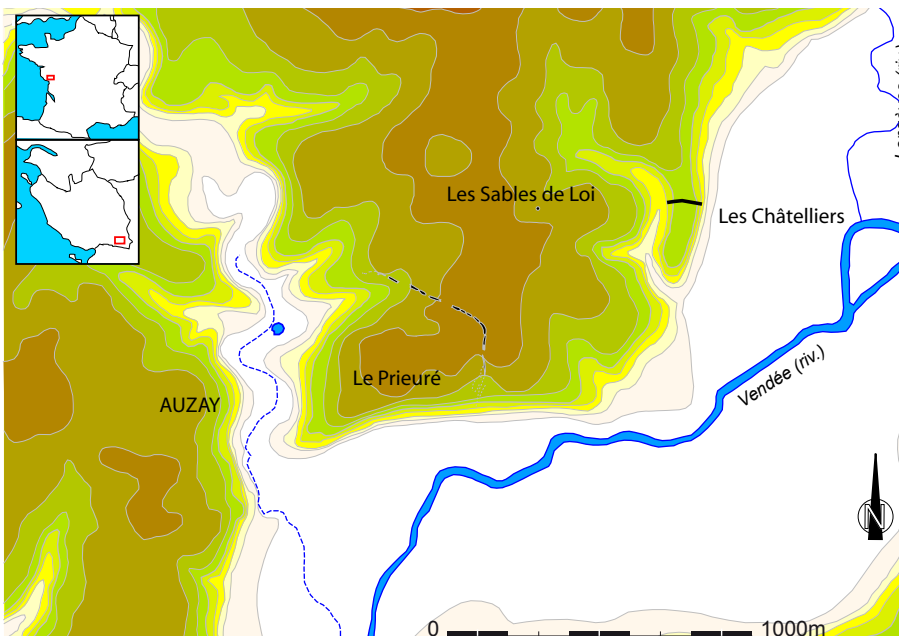 Les Sables de Loi
Les Châtelliers
Le Prieuré
AUZAY
Vendée (riv.)
N
0
1000m